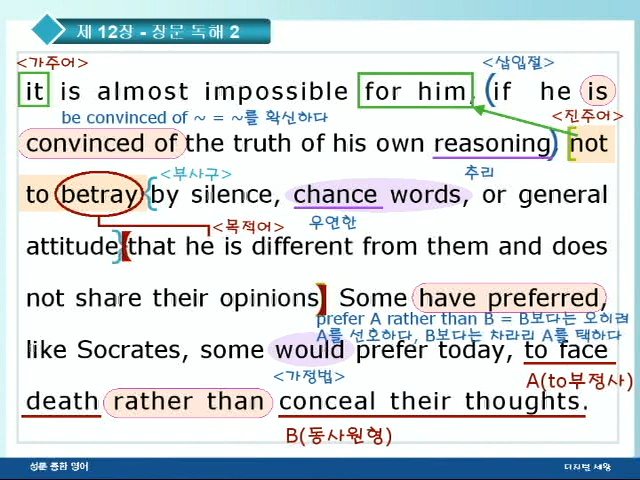 제 12장 - 장문 독해 2
<가주어> <삽입절>
it is almost impossible for him, (if he is
be convinced of ~ = ~를 확신하다 <진주어>
convinced of the truth of his own reasoning), [not
<부사구> 추리
to betray {by silence, chance words, or general
<목적어> 우연한
attitude} [that he is different from them and does
not share their opinions]. Some have preferred,
prefer A rather than B = B보다는 오히려
A를 선호하다, B보다는 차라리 A를 택하다
like Socrates, some would prefer today, to face
<가정법> A(to부정사)
death rather than conceal their thoughts.
B(동사원형)
성문 종합 영어 디지털 세왕